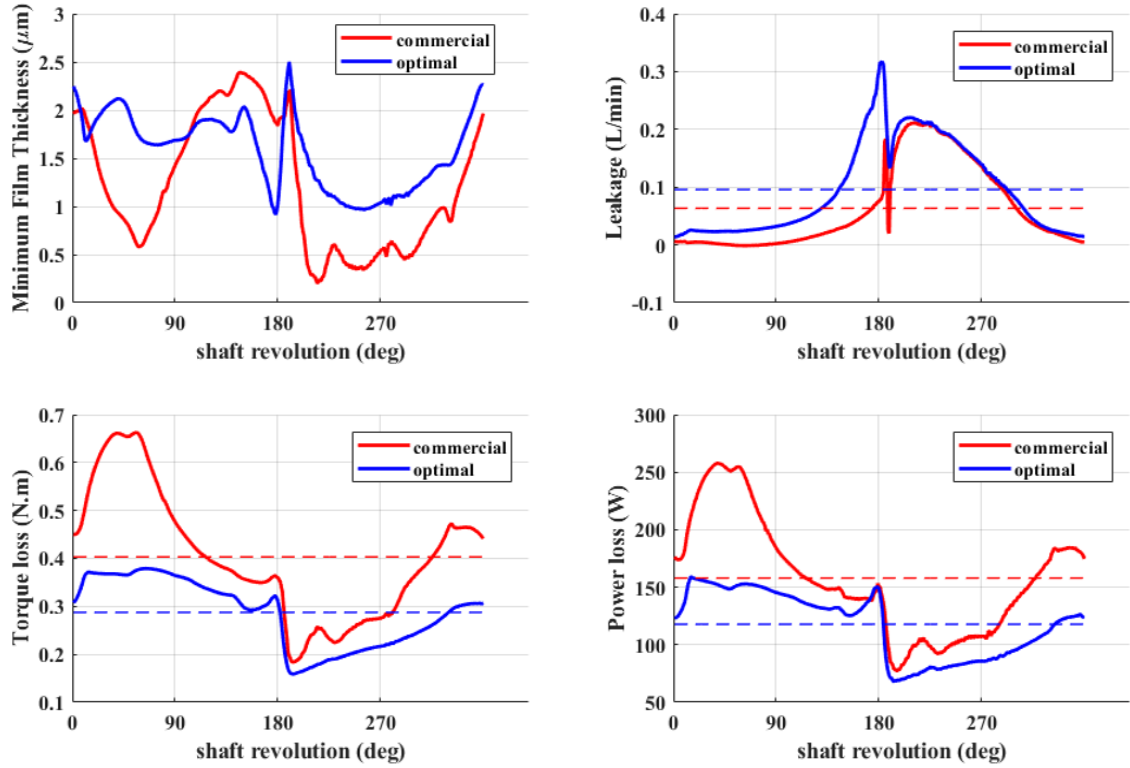 Minimum Film Thickness (μm)
3
2.5
2
1.5
1
0.5
0
0
90
180
270
shaft revolution (deg)
commercial
optimal
Leakage (L/min)
0.4
0.3
0.2
0.1
0
-0.1
0
90
180
270
shaft revolution (deg)
commercial
optimal
Torque loss (N.m)
0.7
0.6
0.5
0.4
0.3
0.2
0.1
0
90
180
270
shaft revolution (deg)
commercial
optimal
Power loss (W)
300
250
200
150
100
50
0
90
180
270
shaft revolution (deg)
commercial
optimal